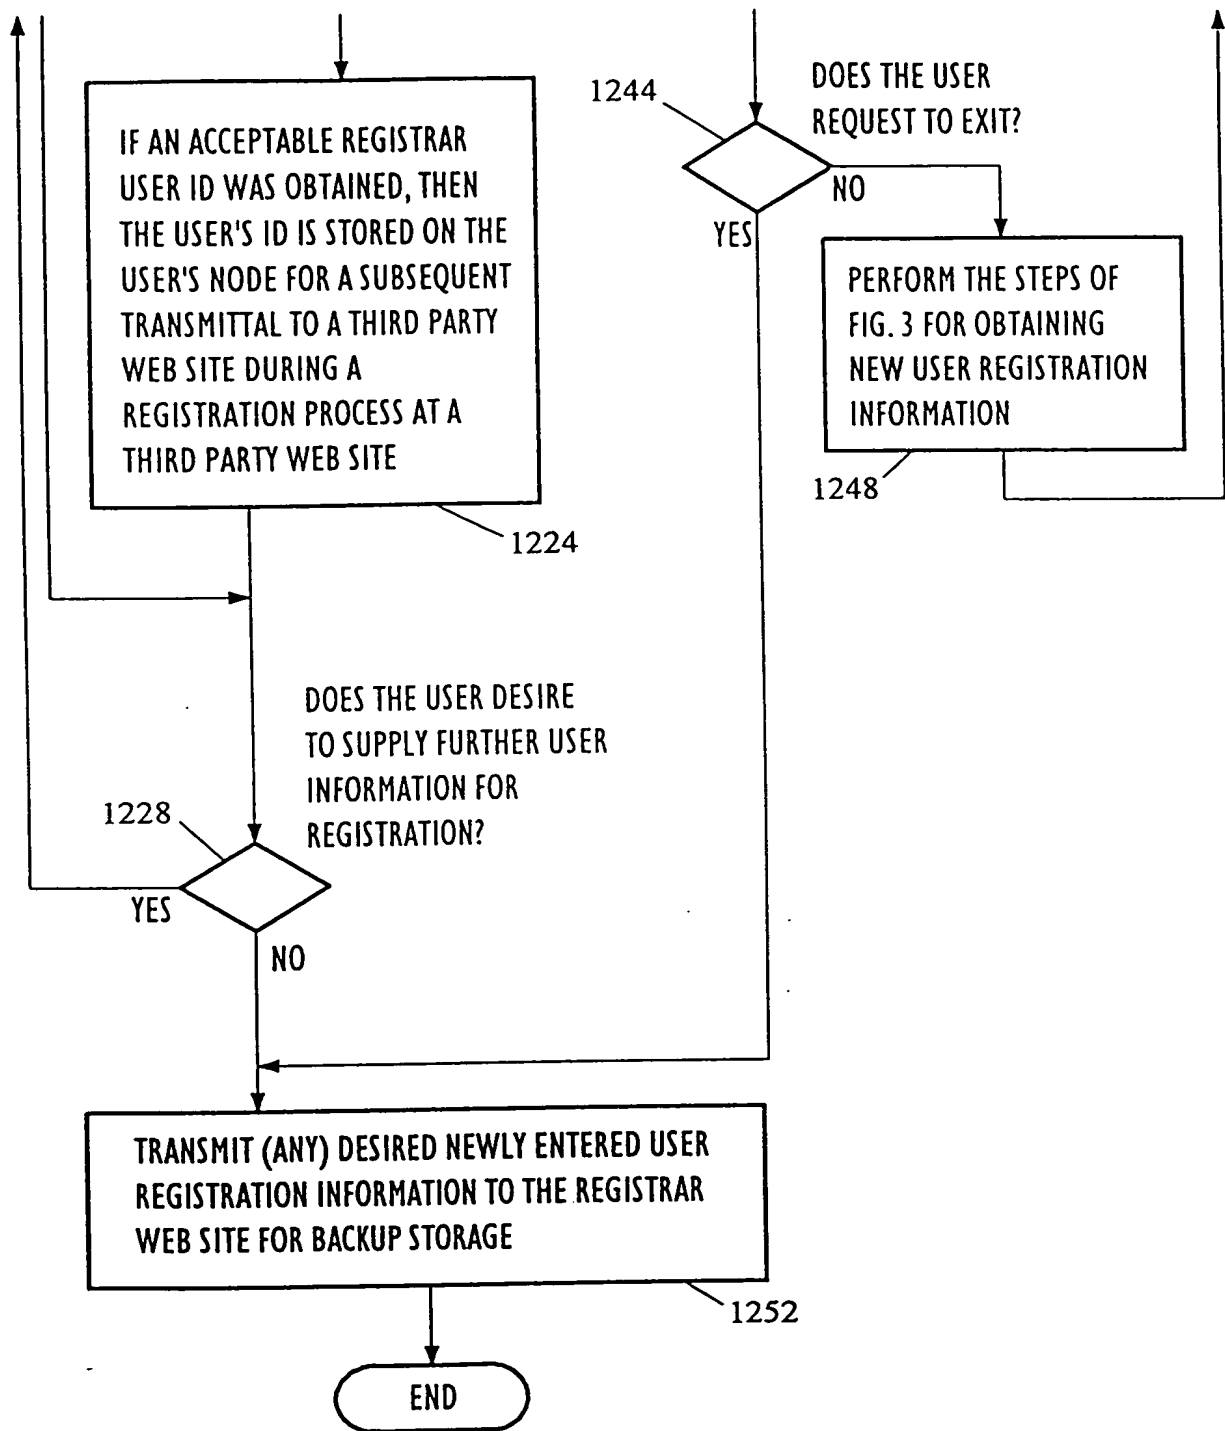 IF AN ACCEPTABLE REGISTRAR
USER ID WAS OBTAINED, THEN
THE USER'S ID IS STORED ON THE
USER'S NODE FOR A SUBSEQUENT
TRANSMITTAL TO A THIRD PARTY
WEB SITE DURING A
REGISTRATION PROCESS AT A
THIRD PARTY WEB SITE
1224
1244
DOES THE USER
REQUEST TO EXIT?
NO
YES
PERFORM THE STEPS OF
FIG. 3 FOR OBTAINING
NEW USER REGISTRATION
INFORMATION
1248
DOES THE USER DESIRE
TO SUPPLY FURTHER USER
INFORMATION FOR
REGISTRATION?
1228
YES
NO
TRANSMIT (ANY) DESIRED NEWLY ENTERED USER
REGISTRATION INFORMATION TO THE REGISTRAR
WEB SITE FOR BACKUP STORAGE
1252
END